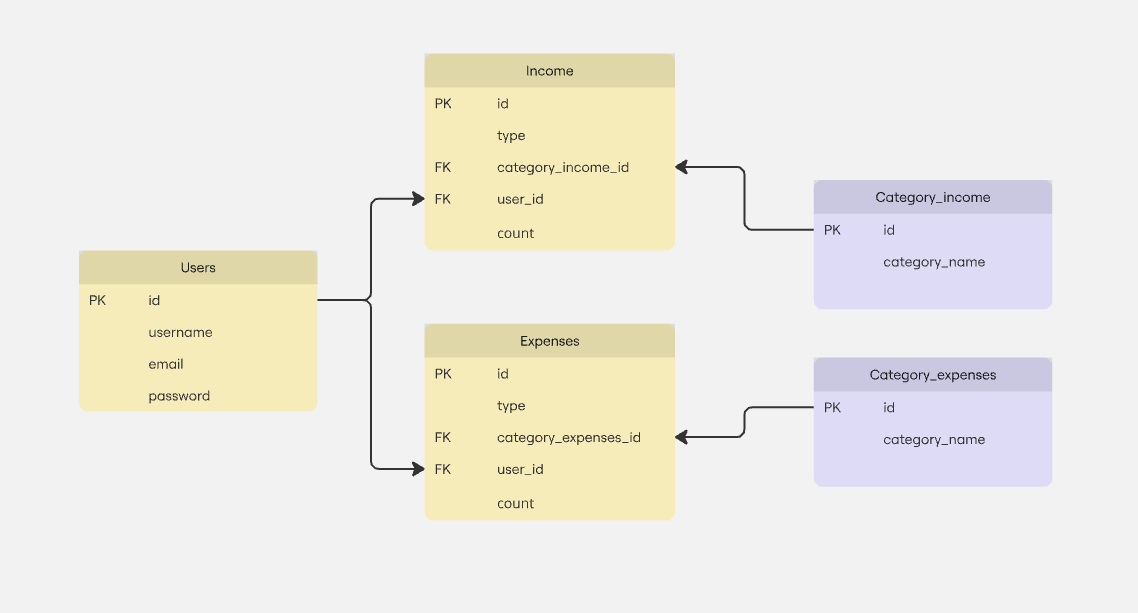 Income
PK id
type
FK category_income_id
FK user_id
count
Users
PK id
username
email
password
Expenses
PK id
type
FK category_expenses_id
FK user_id
count
Category_income
PK id
category_name
Category_expenses
PK id
category_name